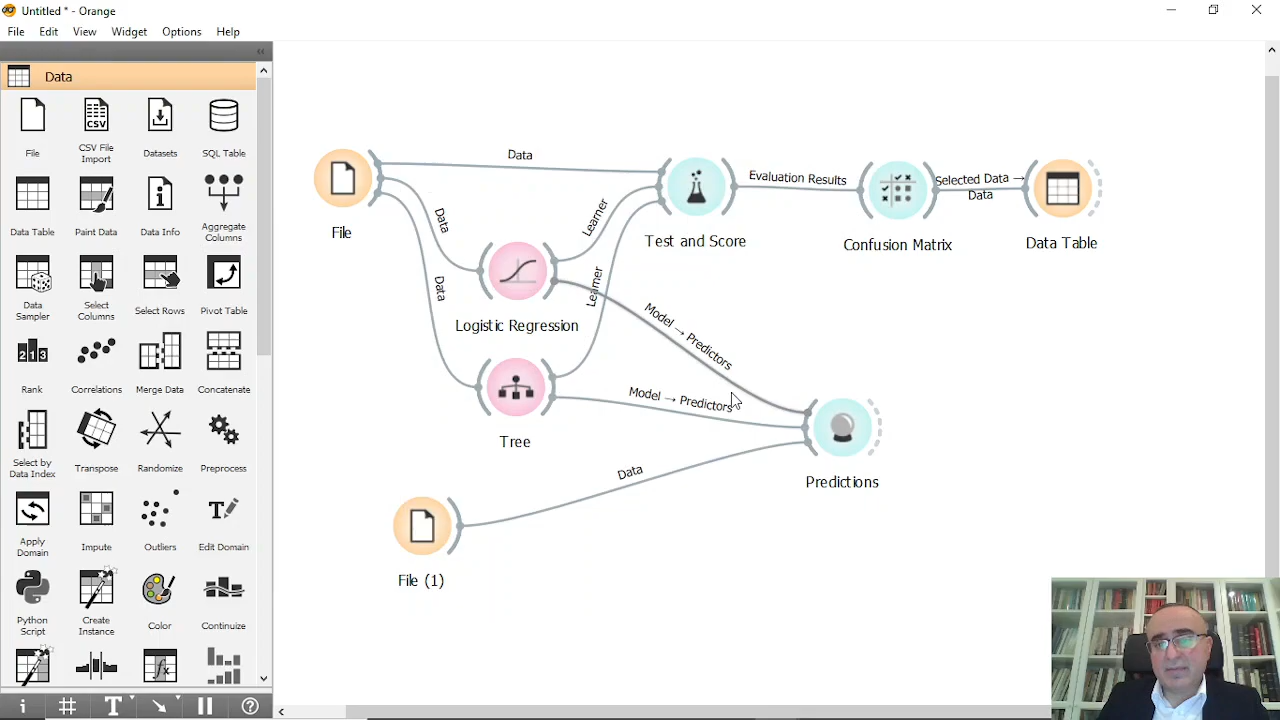 Untitled * - Orange
File Edit View Widget Options Help
Data
File
CSV File Import
Datasets
SQL Table
Data Table
Paint Data
Data Info
Aggregate Columns
Data Sampler
Select Columns
Select Rows
Pivot Table
Rank
Correlations
Merge Data
Concatenate
Select by Data Index
Transpose
Randomize
Preprocess
Apply Domain
Impute
Outliers
Edit Domain
Python Script
Create Instance
Color
Continuize
File
Data
Data
Data
Logistic Regression
Tree
Learner
Learner
Test and Score
Evaluation Results
Confusion Matrix
Selected Data →
Data
Data Table
Model → Predictors
Model → Predictors
Data
Predictions
File (1)